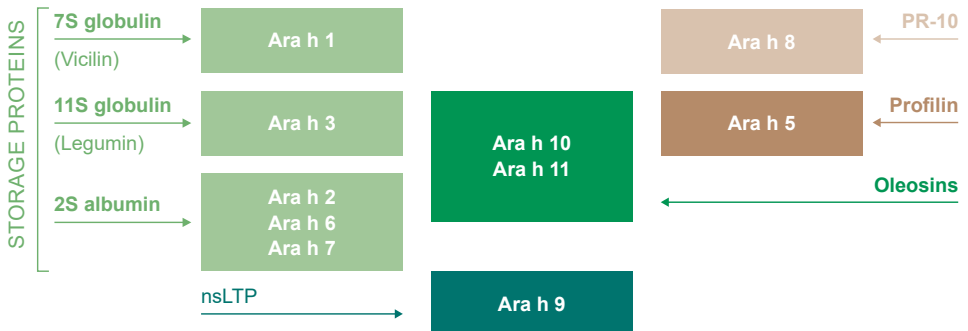 STORAGE PROTEINS
7S globulin
(Vicilin)
Ara h 1
11S globulin
(Legumin)
Ara h 3
2S albumin
Ara h 2
Ara h 6
Ara h 7
nsLTP
Ara h 9
Ara h 10
Ara h 11
Ara h 8
PR-10
Ara h 5
Profilin
Oleosins